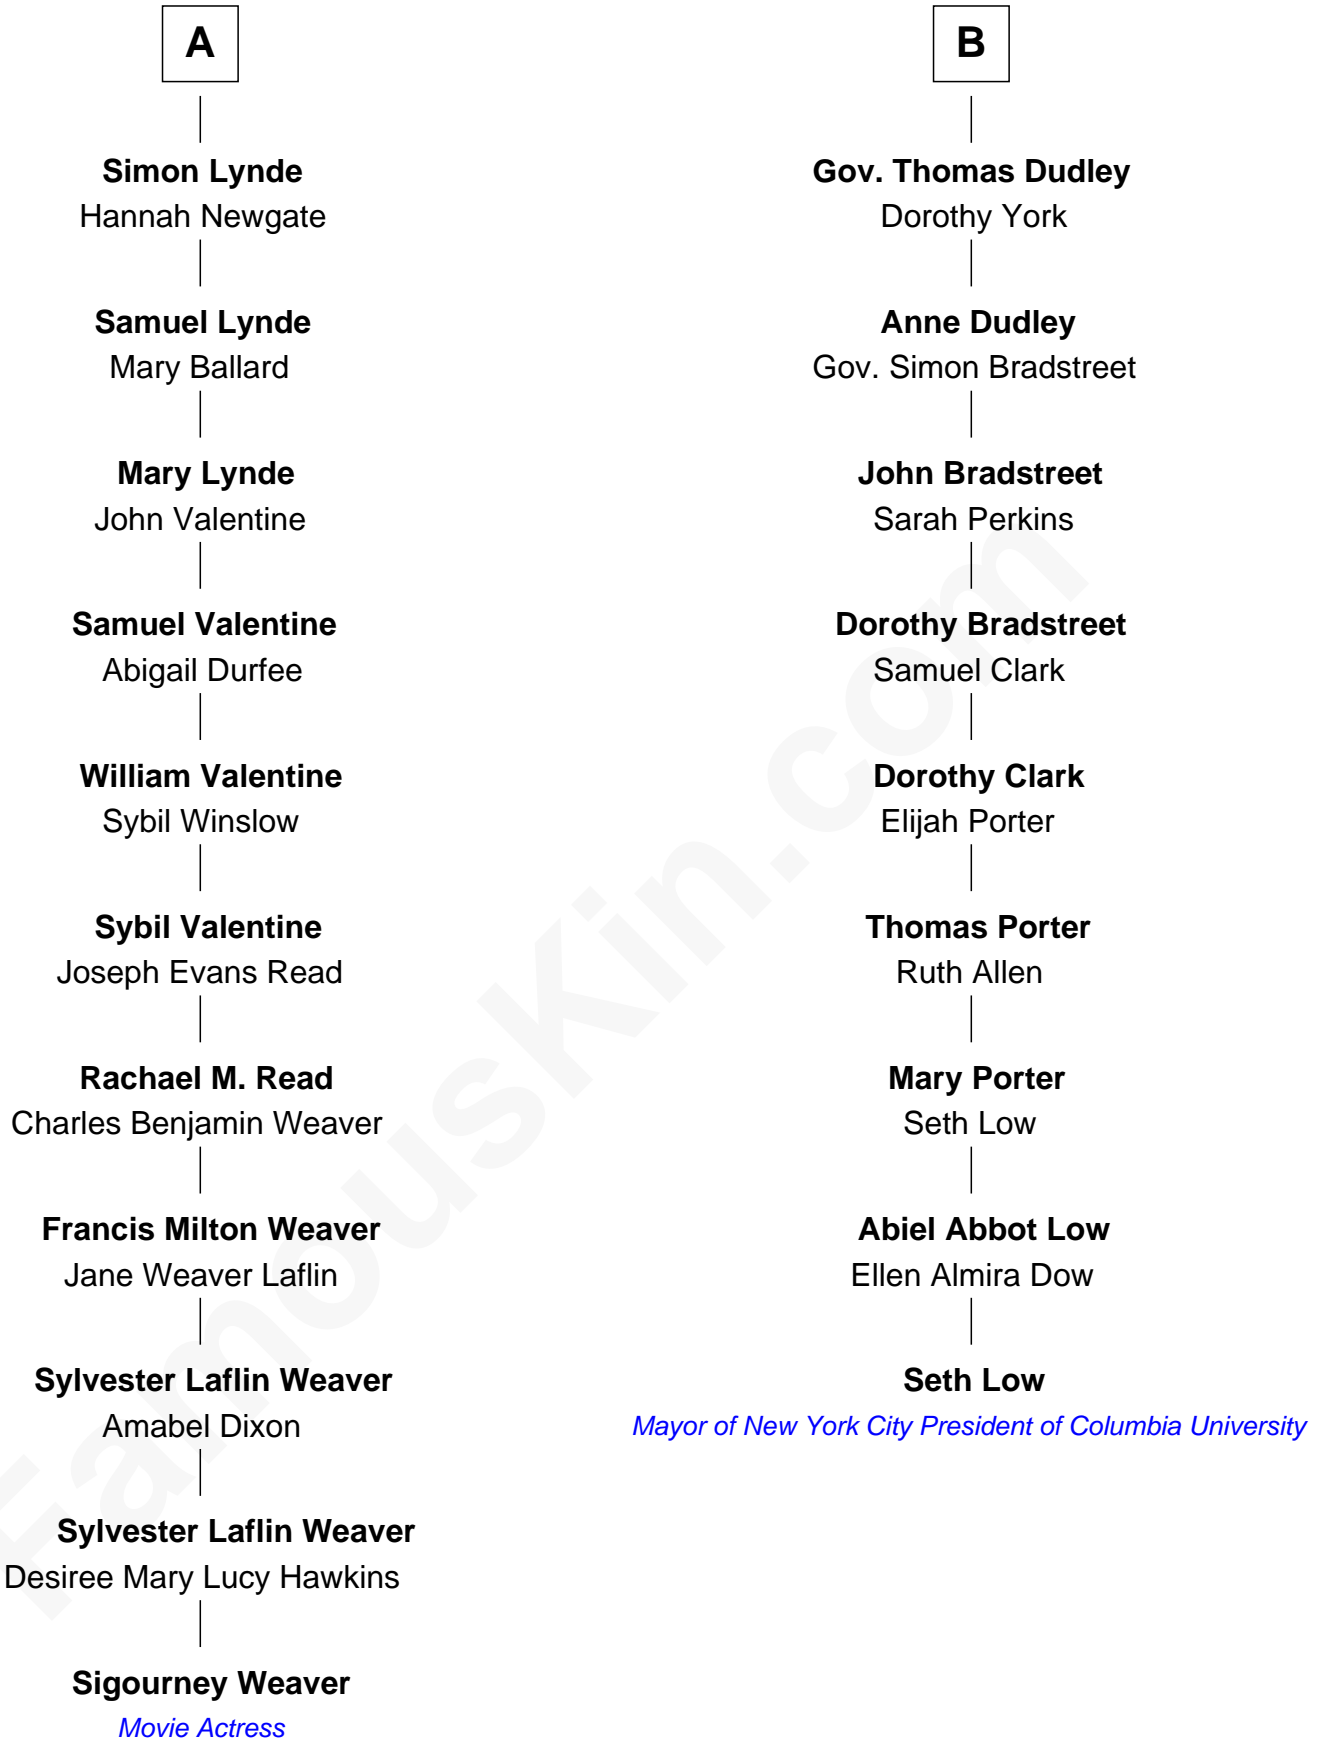 A
Simon Lynde
Hannah Newgate
Samuel Lynde
Mary Ballard
Mary Lynde
John Valentine
Samuel Valentine
Abigail Durfee
William Valentine
Sybil Winslow
Sybil Valentine
Joseph Evans Read
Rachael M. Read
Charles Benjamin Weaver
Francis Milton Weaver
Jane Weaver Laflin
Sylvester Laflin Weaver
Amabel Dixon
Sylvester Laflin Weaver
Desiree Mary Lucy Hawkins
Sigourney Weaver
Movie Actress
B
Gov. Thomas Dudley
Dorothy York
Anne Dudley
Gov. Simon Bradstreet
John Bradstreet
Sarah Perkins
Dorothy Bradstreet
Samuel Clark
Dorothy Clark
Elijah Porter
Thomas Porter
Ruth Allen
Mary Porter
Seth Low
Abiel Abbot Low
Ellen Almira Dow
Seth Low
Mayor of New York City President of Columbia University
FamousKin.com